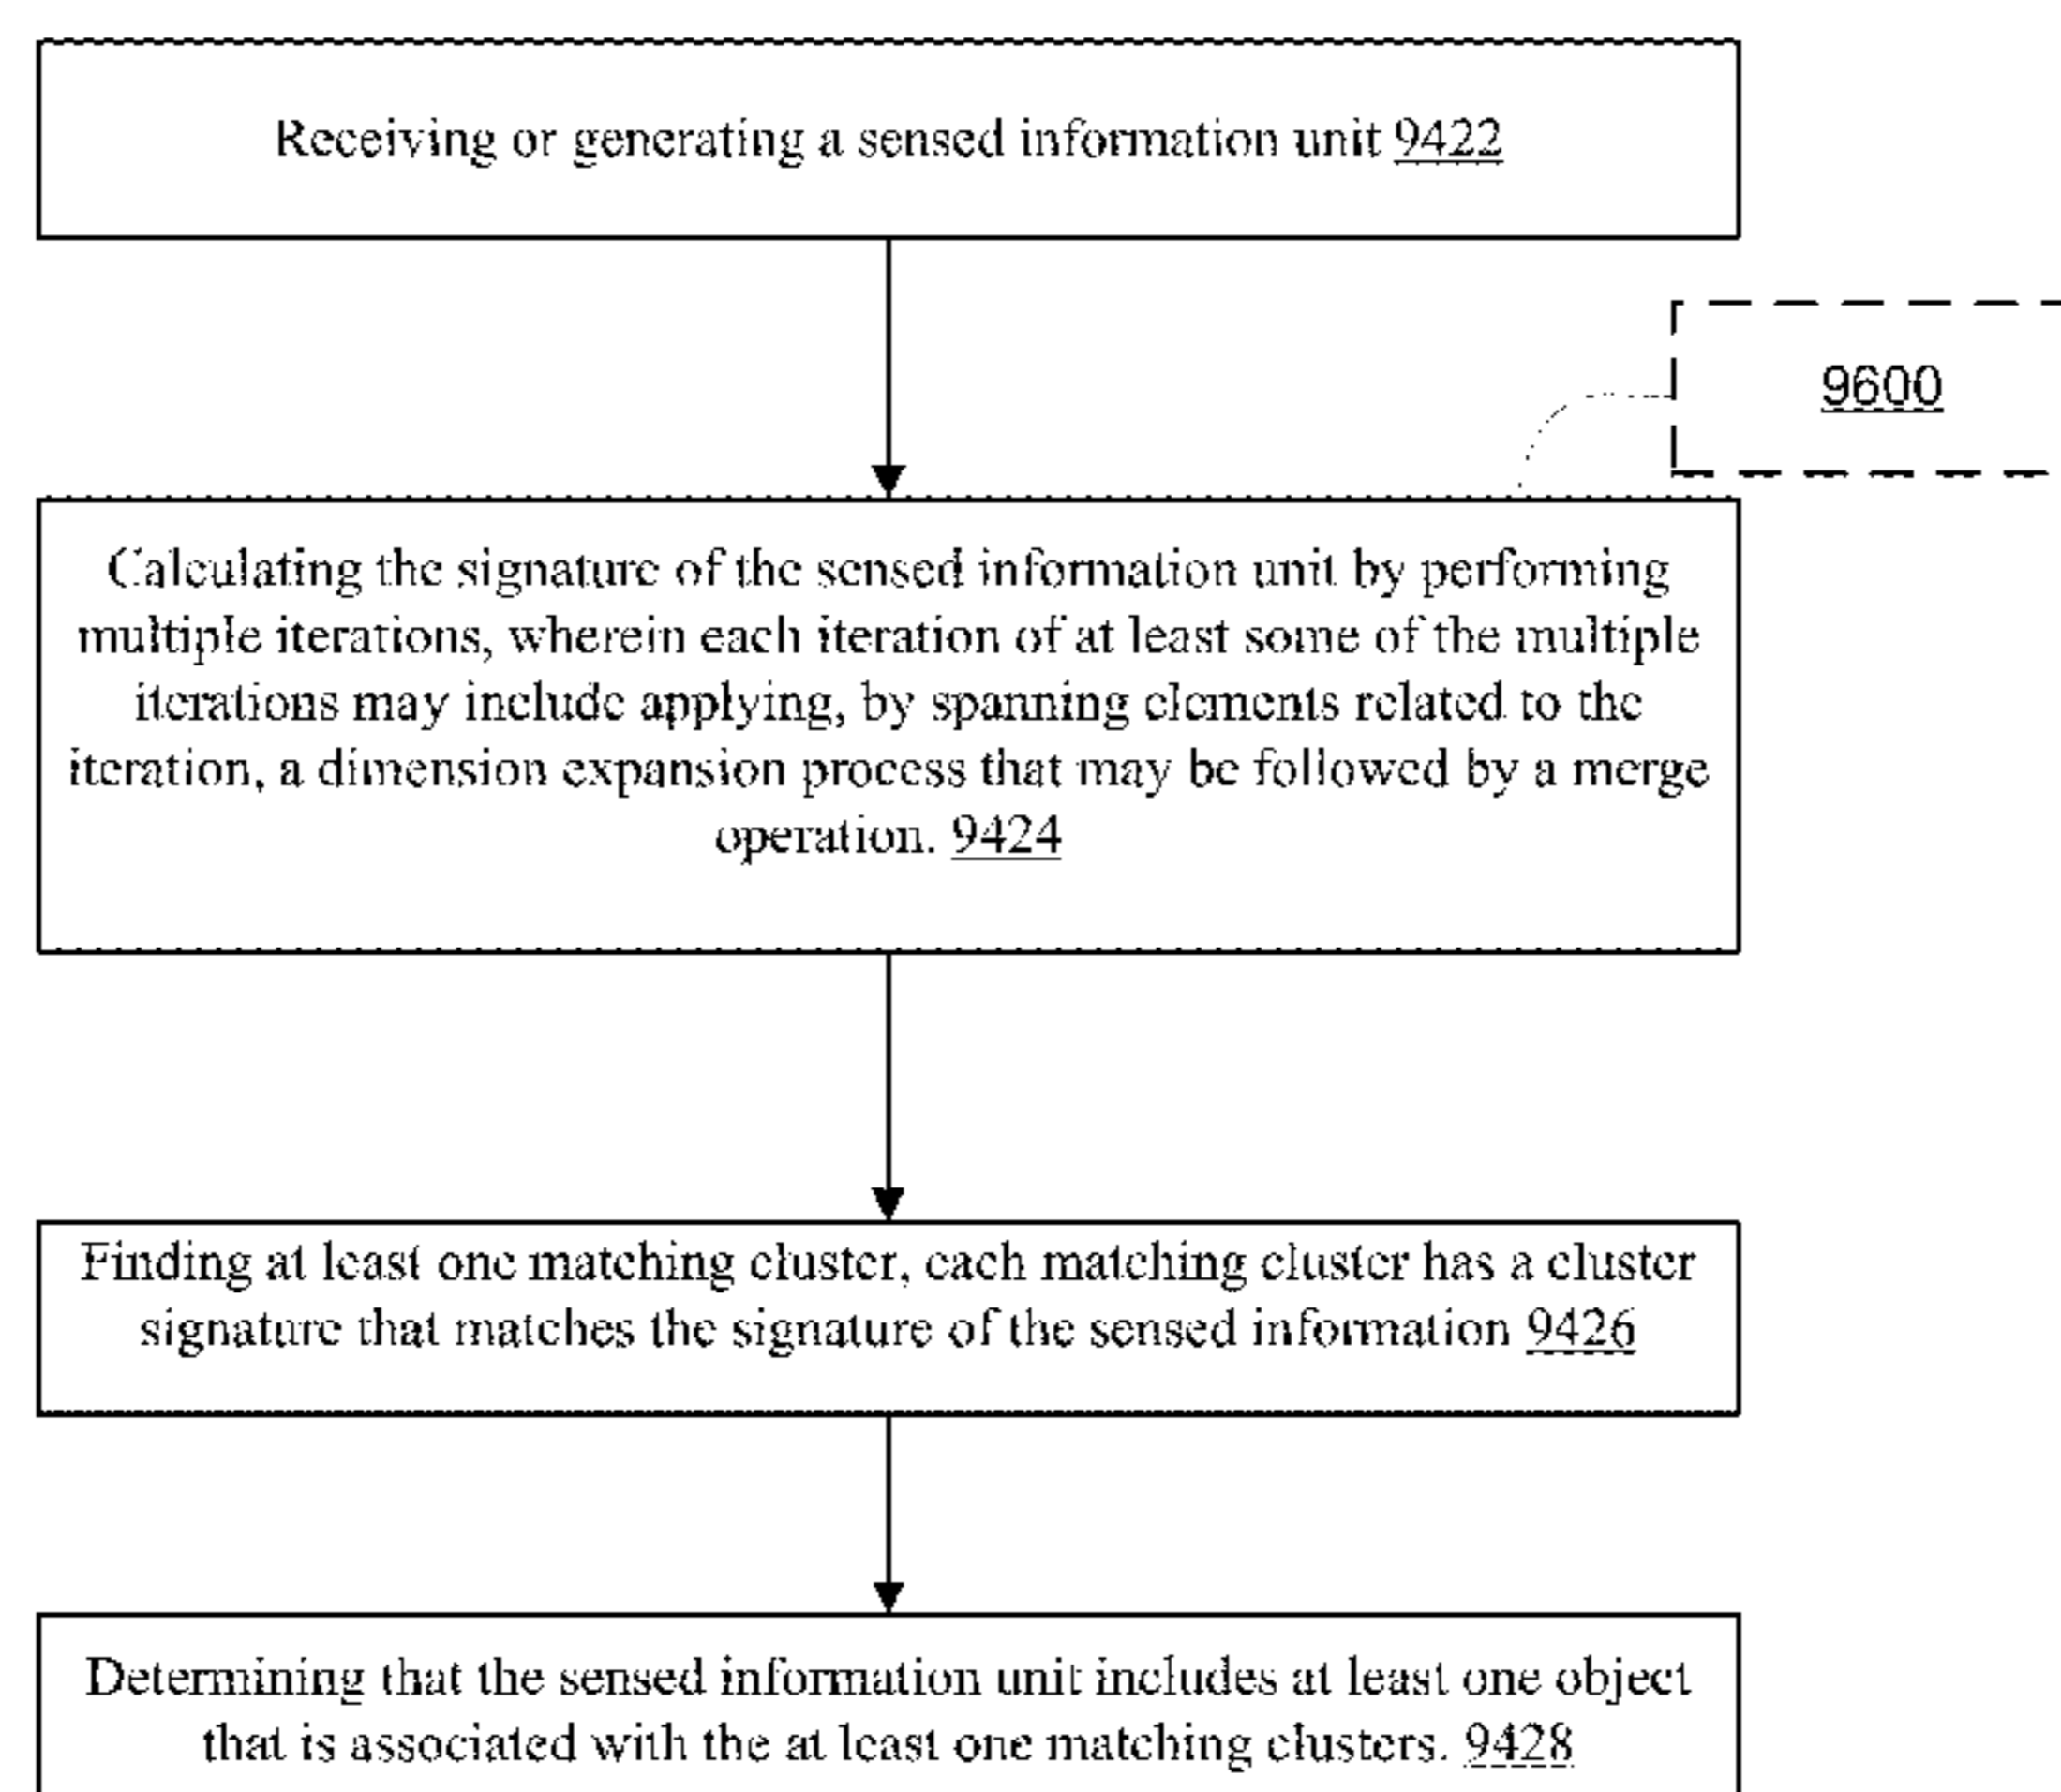 Receiving or generating a sensed information unit 9422
9600
Calculating the signature of the sensed information unit by performing
multiple iterations, wherein each iteration of at least some of the multiple
iterations may include applying, by spanning elements related to the
iteration, a dimension expansion process that may be followed by a merge
operation. 9424
Finding at least one matching cluster, each matching cluster has a cluster
signature that matches the signature of the sensed information 9426
Determining that the sensed information unit includes at least one object
that is associated with the at least one matching clusters. 9428